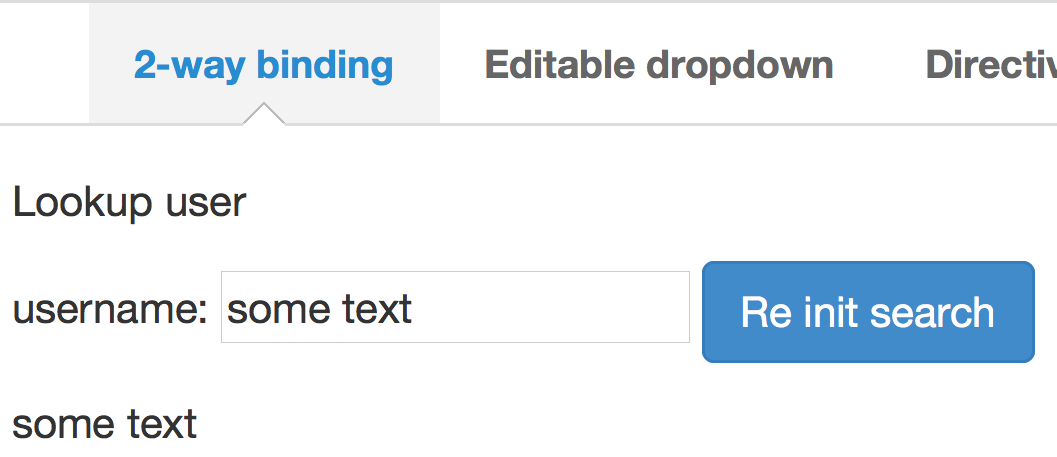 2-way binding Editable dropdown
Lookup user
username: some text Re init search
some text